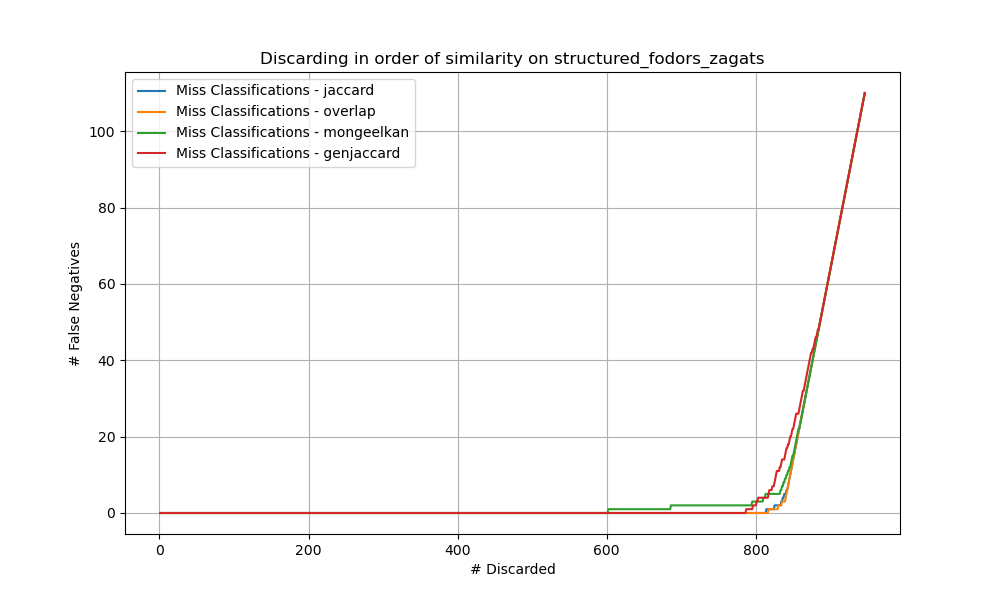 Discarding in order of similarity on structured_fodors_zagats
Miss Classifications - jaccard
Miss Classifications - overlap
Miss Classifications - mongeelkan
Miss Classifications - genjaccard
# False Negatives
100
80
60
40
20
0
0 200 400 600 800
# Discarded